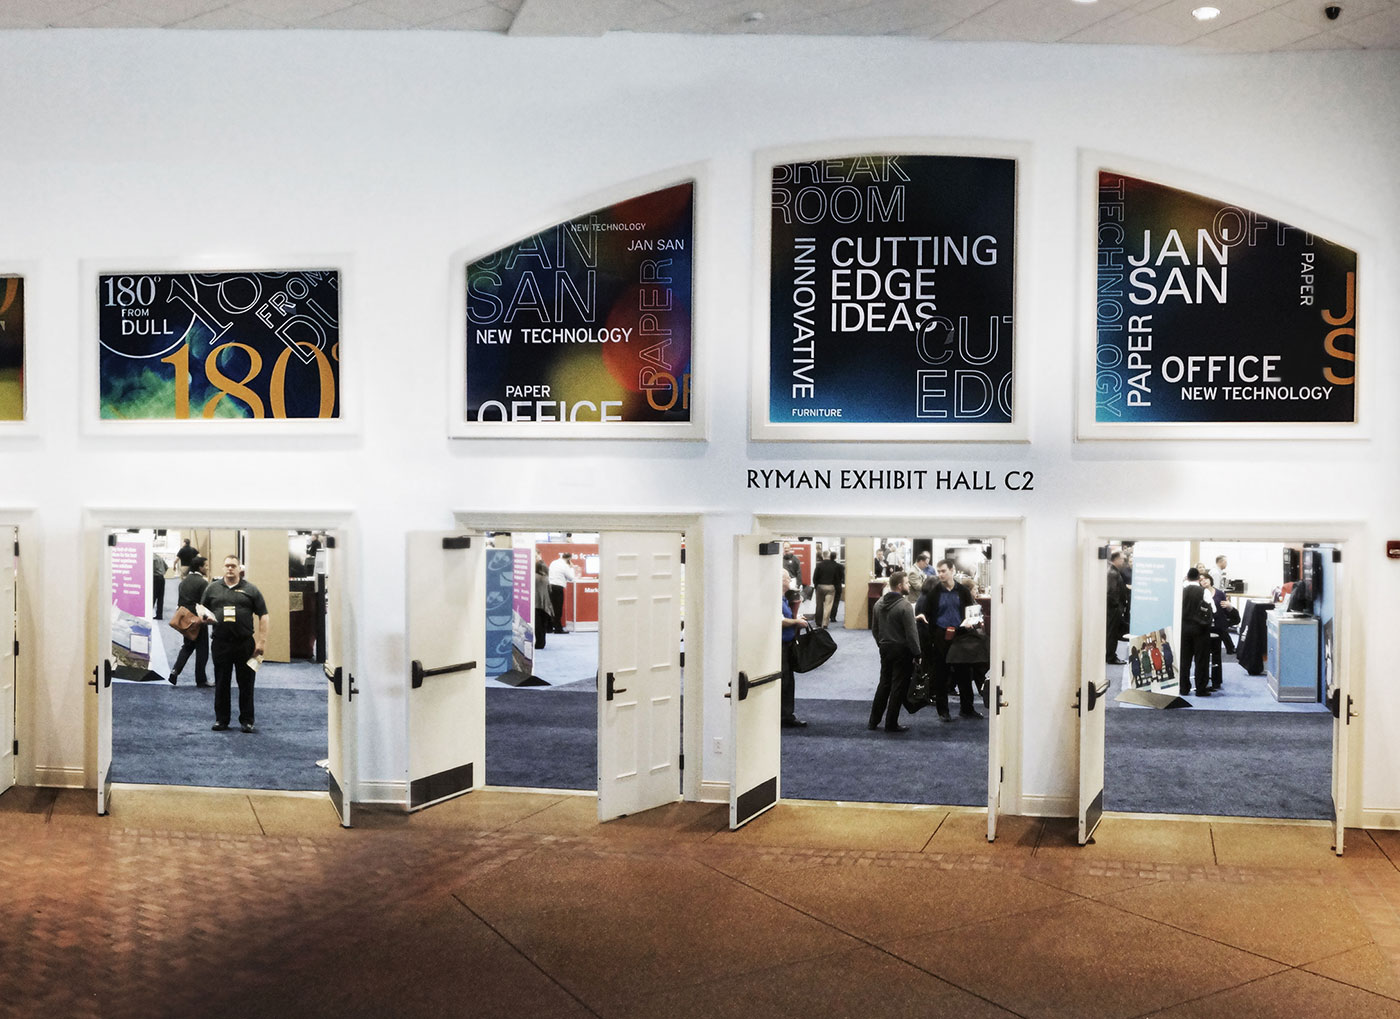 180°
FROM
DULL
180
FROM
DU
180°
JAN
SAN
NEW TECHNOLOGY
JAN SAN
PAPER
NEW TECHNOLOGY
PAPER
OFFICE
OF
BREAK
ROOM
INNOVATIVE
CUTTING
EDGE
IDEAS
CUT
EDG
FURNITURE
TECHNOLOGY
JAN
SAN
OFFI
PAPER
J
S
PAPER
OFFICE
NEW TECHNOLOGY
RYMAN EXHIBIT HALL C2